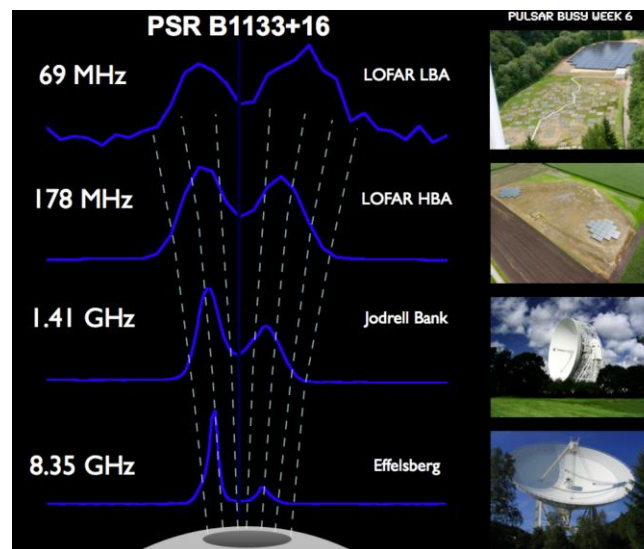 PSR B1133+16
PULSAR BUSY WEEK 6
69 MHz
LOFAR LBA
178 MHz
LOFAR HBA
1.41 GHz
Jodrell Bank
8.35 GHz
Effelsberg